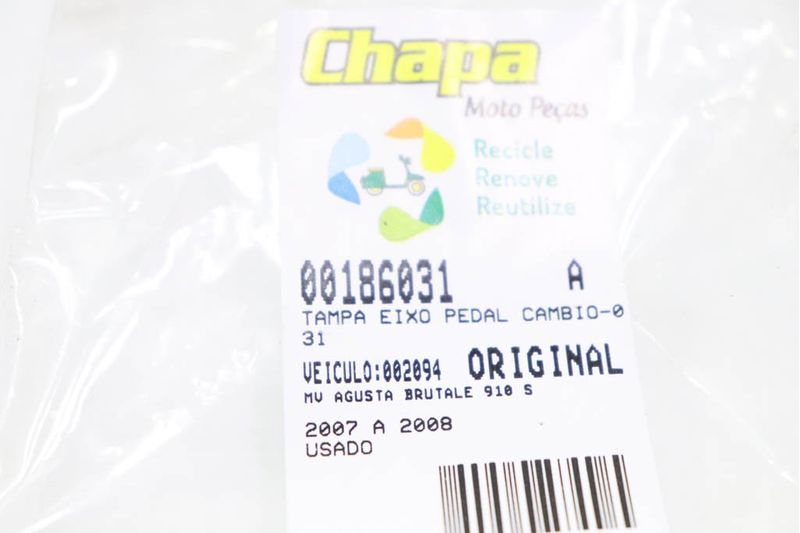 Chapa
Moto Peças
Recicle
Renove
Reutilize
00186031 A
TAMPA EIXO PEDAL CAMBIO-0
31
VEICULO:002094 ORIGINAL
MV AGUSTA BRUTALE 910 S
2007 A 2008
USADO